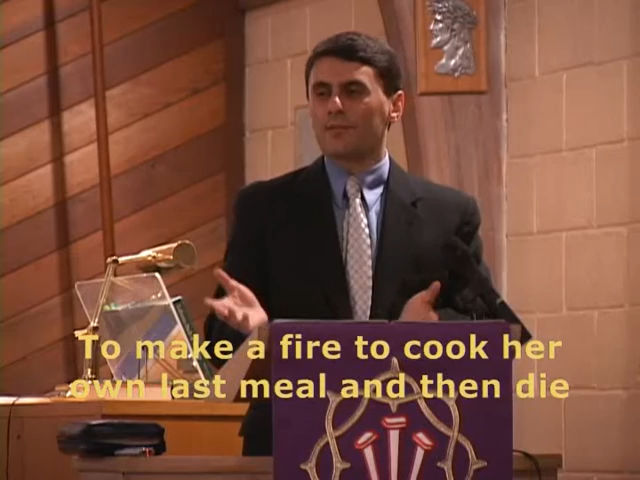 To make a fire to cook her
own last meal and then die